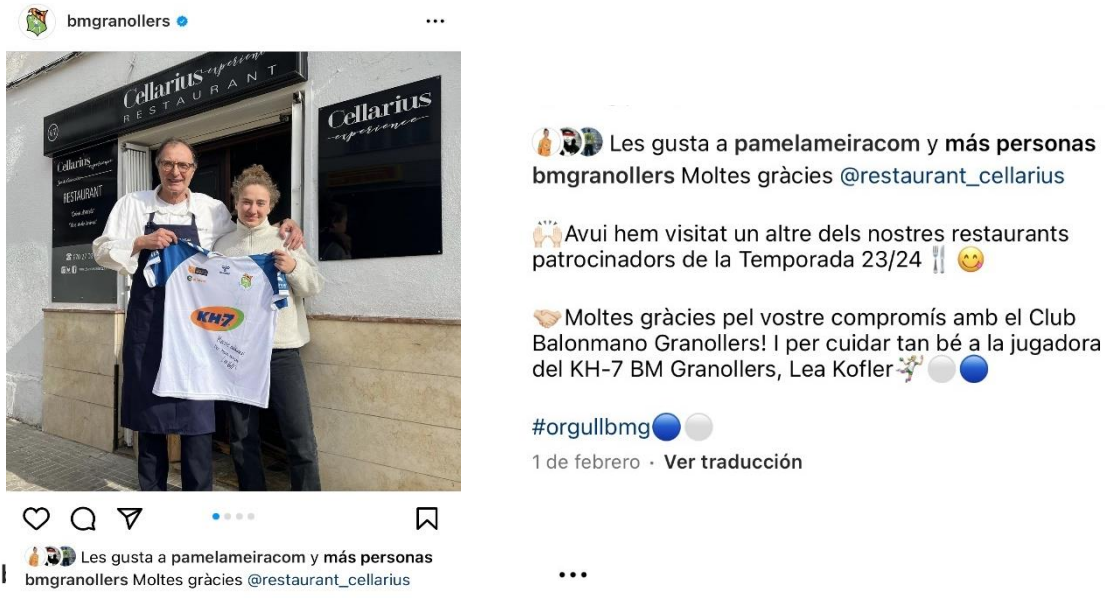 bmgranollers
Cellarius experience
RESTAURANT
Cellarius
experience
Cellarius
RESTAURANT
KH-7
Les gusta a pamelameiracom y más personas
bmgranollers Moltes gràcies @restaurant_cellarius
Les gusta a pamelameiracom y más personas
bmgranollers Moltes gràcies @restaurant_cellarius
🙌🏻Avui hem visitat un altre dels nostres restaurants
patrocinadors de la Temporada 23/24 🍴 😋
🤝🏻Moltes gràcies pel vostre compromís amb el Club
Balonmano Granollers! I per cuidar tan bé a la jugadora
del KH-7 BM Granollers, Lea Kofler🤾🏻‍♀️⚪🔵
#orgullbmg🔵⚪
1 de febrero · Ver traducción